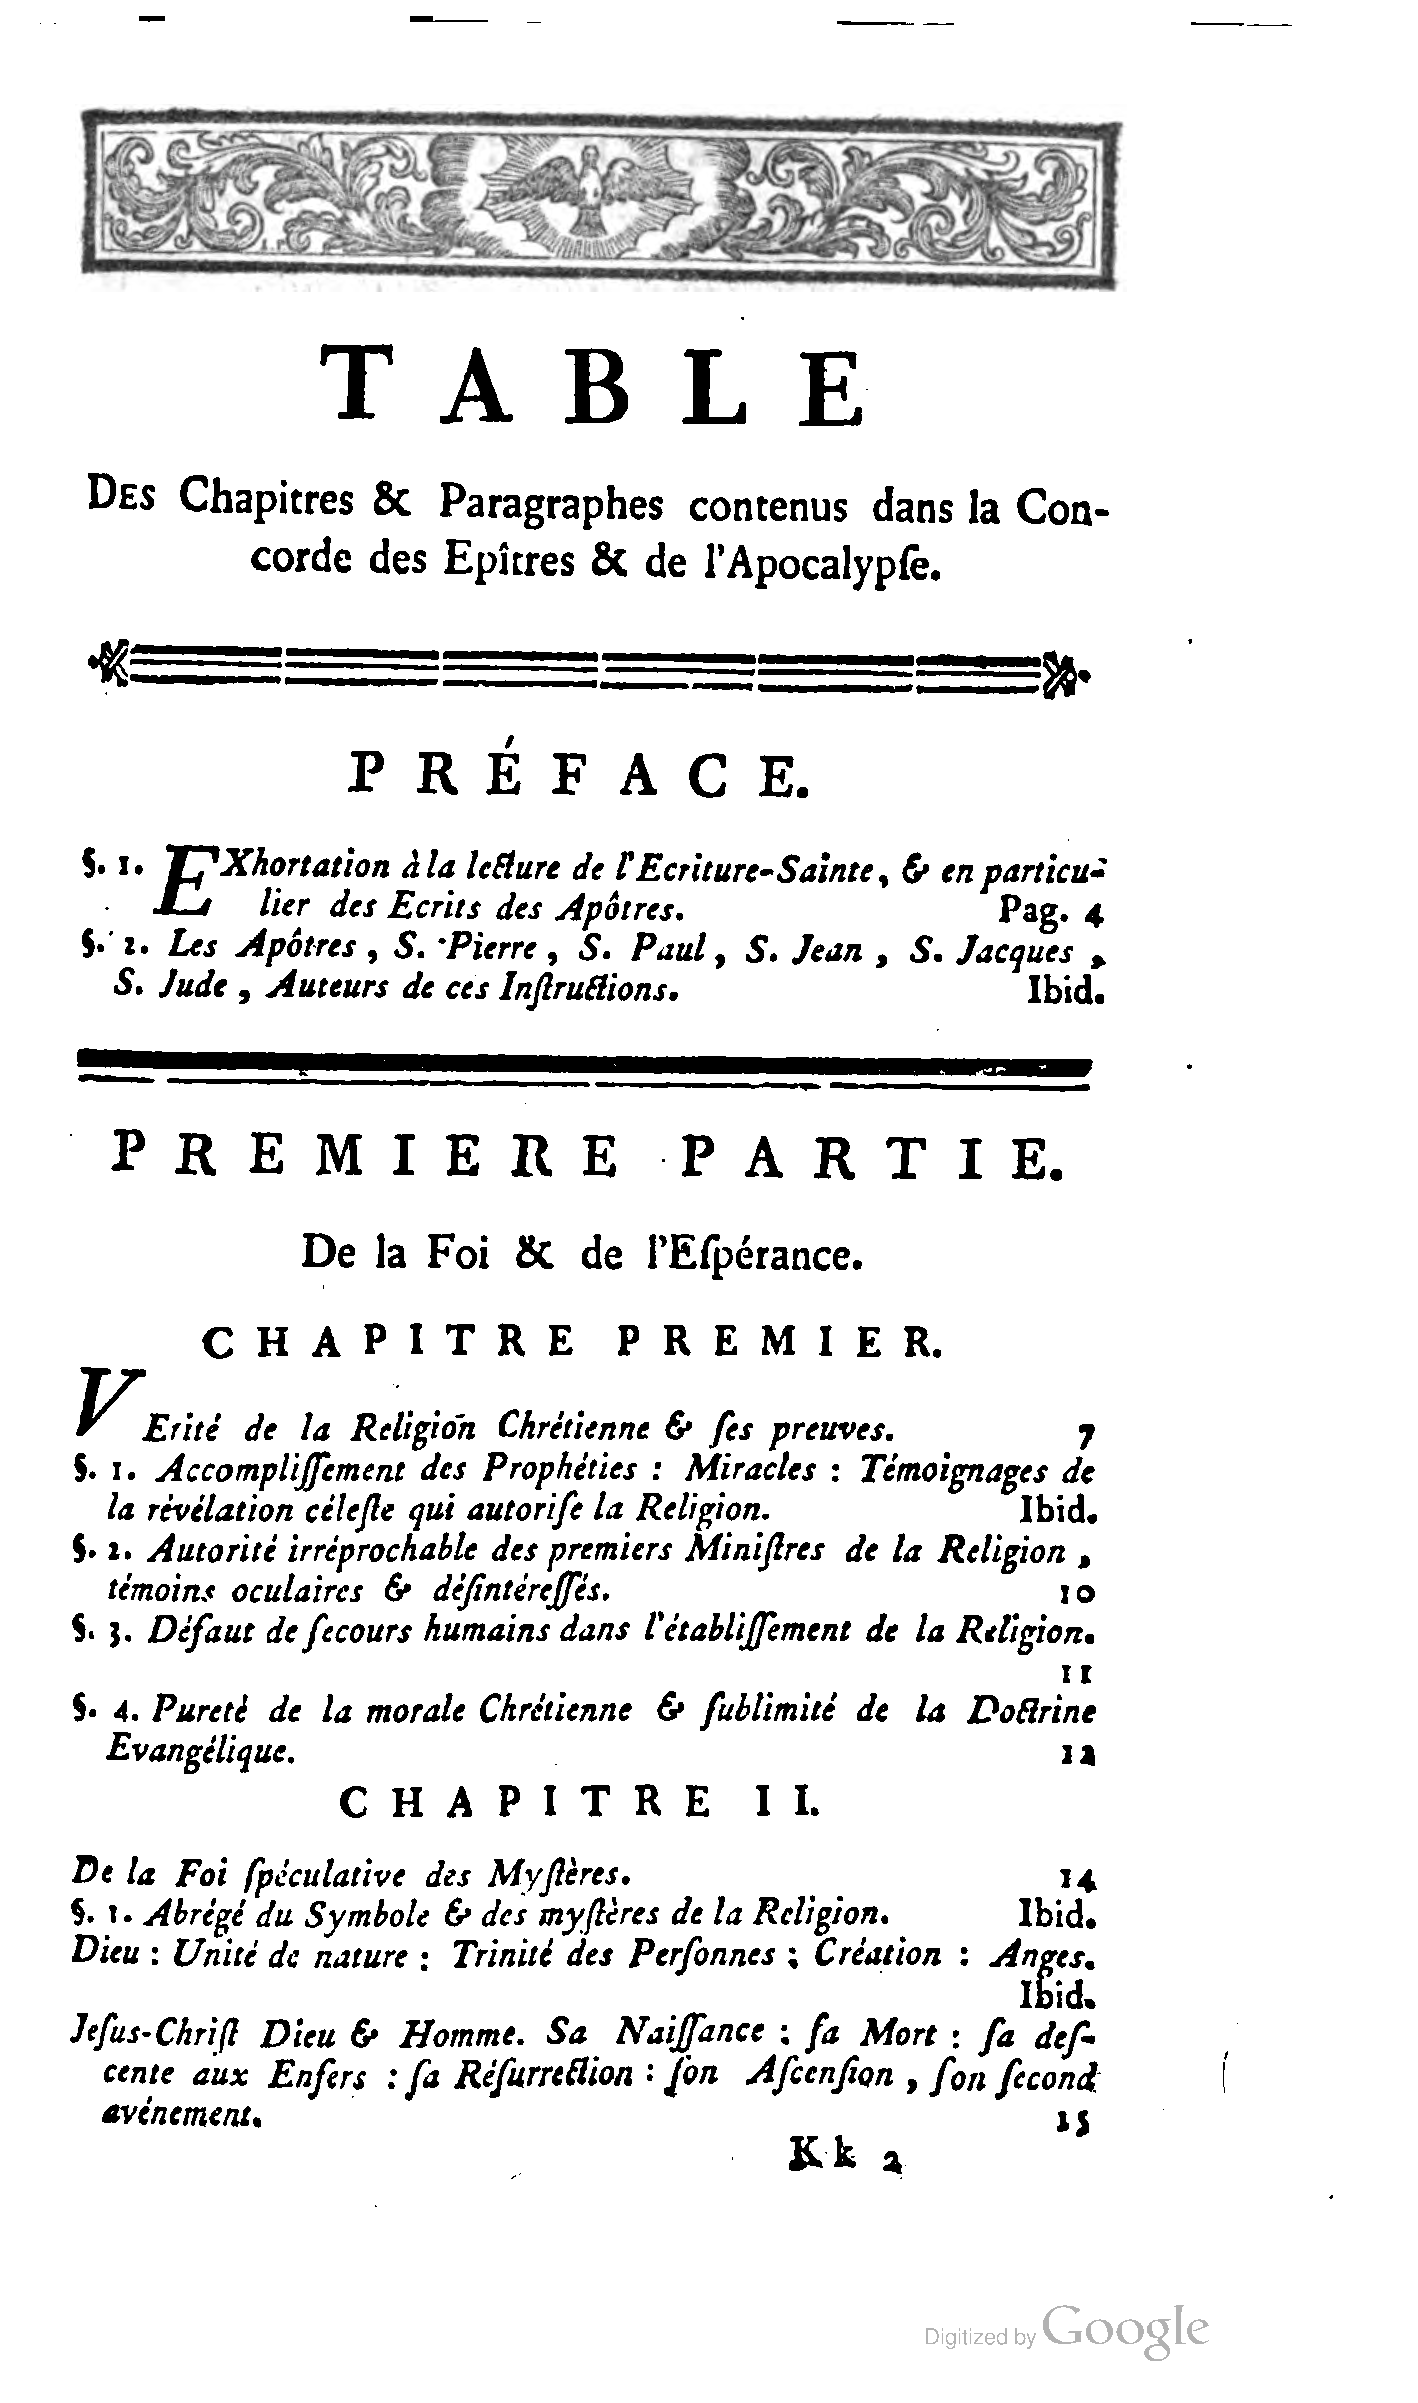 TABLE
DES Chapitres & Paragraphes contenus dans la Con-
corde des Epîtres & de l'Apocalypſe.
PRÉFACE.
§. 1. EXhortation à la lecture de l'Ecriture-Sainte, & en particu-
lier des Ecrits des Apôtres. Pag. 4
§. 2. Les Apôtres, S. Pierre, S. Paul, S. Jean, S. Jacques,
S. Jude, Auteurs de ces Inſtructions. Ibid.
PREMIERE PARTIE.
De la Foi & de l'Eſpérance.
CHAPITRE PREMIER.
VErité de la Religion Chrétienne & ſes preuves. 7
§. 1. Accompliſſement des Prophéties : Miracles : Témoignages de
la révélation céleſte qui autoriſe la Religion. Ibid.
§. 2. Autorité irréprochable des premiers Miniſtres de la Religion,
témoins oculaires & déſintéreſſés. 10
§. 3. Défaut de ſecours humains dans l'établiſſement de la Religion.
11
§. 4. Pureté de la morale Chrétienne & ſublimité de la Doctrine
Evangélique. 12
CHAPITRE II.
De la Foi ſpéculative des Myſtères. 14
§. 1. Abrégé du Symbole & des myſtères de la Religion. Ibid.
Dieu : Unité de nature : Trinité des Perſonnes ; Création : Anges.
Ibid.
Jeſus-Chriſt Dieu & Homme. Sa Naiſſance : ſa Mort : ſa deſ-
cente aux Enfers : ſa Réſurrection : ſon Aſcenſion, ſon ſecond
avénement. 15
Kk 2
Digitized by Google